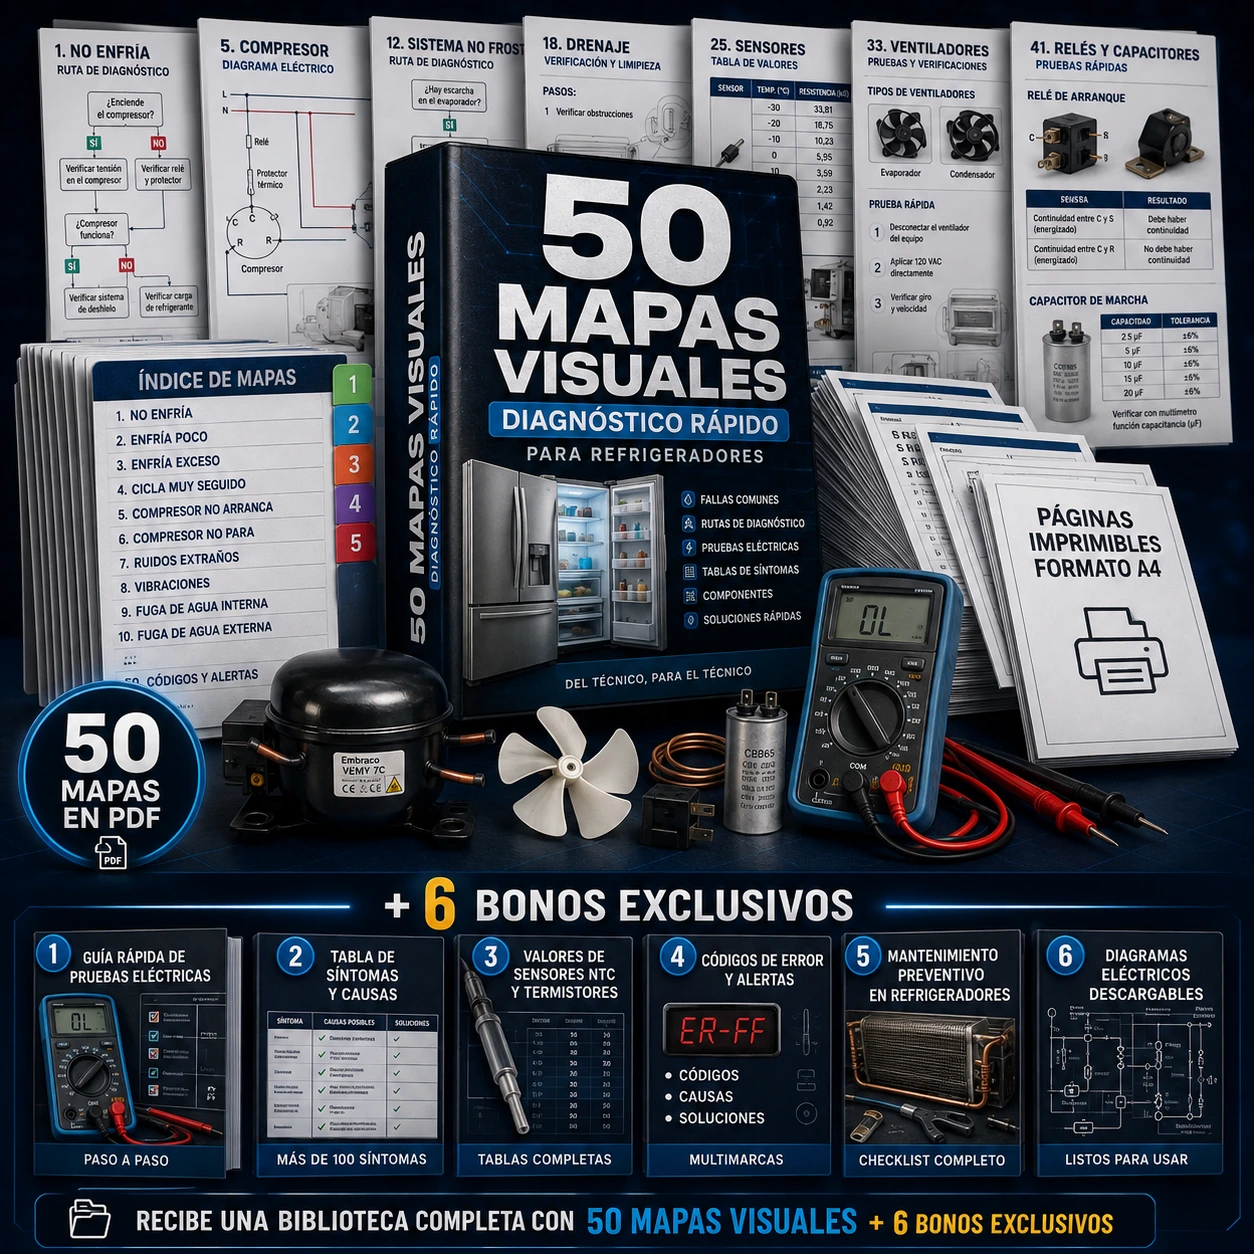 1. NO ENFRÍA
RUTA DE DIAGNÓSTICO
¿Enciende
el compresor?
SÍ
NO
Verificar tensión
en el compresor
Verificar relé
y protector
¿Compresor
funciona?
SÍ
NO
Verificar sistema
de deshielo
Verificar carga
de refrigerante
5. COMPRESOR
DIAGRAMA ELÉCTRICO
L
N
Relé
Protector
térmico
C
C
R
R
Compresor
12. SISTEMA NO FROST
RUTA DE DIAGNÓSTICO
¿Hay escarcha
en el evaporador?
SÍ
18. DRENAJE
VERIFICACIÓN Y LIMPIEZA
PASOS:
1 Verificar obstrucciones
25. SENSORES
TABLA DE VALORES
SENSOR TEMP. (°C) RESISTENCIA (kΩ)
-30 33,81
-20 18,75
-10 10,23
0 5,95
10 3,59
2,23
1,42
0,92
33. VENTILADORES
PRUEBAS Y VERIFICACIONES
TIPOS DE VENTILADORES
Evaporador
Condensador
PRUEBA RÁPIDA
1 Desconectar el ventilador
del equipo
2 Aplicar 120 VAC
directamente
3 Verificar giro
y velocidad
41. RELÉS Y CAPACITORES
PRUEBAS RÁPIDAS
RELÉ DE ARRANQUE
C
RESULTADO
Continuidad entre C y S
(energizado)
Debe haber
continuidad
Continuidad entre C y R
(energizado)
No debe haber
continuidad
CAPACITOR DE MARCHA
CAPACITDAD TOLERANCIA
2.5 µF ±6%
5 µF ±6%
10 µF ±6%
15 µF ±6%
20 µF ±6%
Verificar con multímetro
función capacitancia (µF)
ÍNDICE DE MAPAS
1. NO ENFRÍA
2. ENFRÍA POCO
3. ENFRÍA EXCESO
4. CICLA MUY SEGUIDO
5. COMPRESOR NO ARRANCA
6. COMPRESOR NO PARA
7. RUIDOS EXTRAÑOS
8. VIBRACIONES
9. FUGA DE AGUA INTERNA
10. FUGA DE AGUA EXTERNA
50. CÓDIGOS Y ALERTAS
1
2
3
4
5
50 MAPAS VISUALES
DIAGNÓSTICO RÁPIDO
50
MAPAS
VISUALES
DIAGNÓSTICO RÁPIDO
PARA REFRIGERADORES
FALLAS COMUNES
RUTAS DE DIAGNÓSTICO
PRUEBAS ELÉCTRICAS
TABLAS DE SÍNTOMAS
COMPONENTES
SOLUCIONES RÁPIDAS
DEL TÉCNICO, PARA EL TÉCNICO
PÁGINAS
IMPRIMIBLES
FORMATO A4
50
MAPAS
EN PDF
PDF
Embraco
VEMY 7C
CBB65
OL
COM
+ 6 BONOS EXCLUSIVOS
1 GUÍA RÁPIDA DE
PRUEBAS ELÉCTRICAS
OL
PASO A PASO
2 TABLA DE
SÍNTOMAS
Y CAUSAS
SÍNTOMA CAUSAS POSIBLES SOLUCIONES
MÁS DE 100 SÍNTOMAS
3 VALORES DE
SENSORES NTC
Y TERMISTORES
TABLAS COMPLETAS
4 CÓDIGOS DE ERROR
Y ALERTAS
ER-FF
• CÓDIGOS
• CAUSAS
• SOLUCIONES
MULTIMARCAS
5 MANTENIMIENTO
PREVENTIVO
EN REFRIGERADORES
CHECKLIST COMPLETO
6 DIAGRAMAS
ELÉCTRICOS
DESCARGABLES
LISTOS PARA USAR
RECIBE UNA BIBLIOTECA COMPLETA CON 50 MAPAS VISUALES + 6 BONOS EXCLUSIVOS